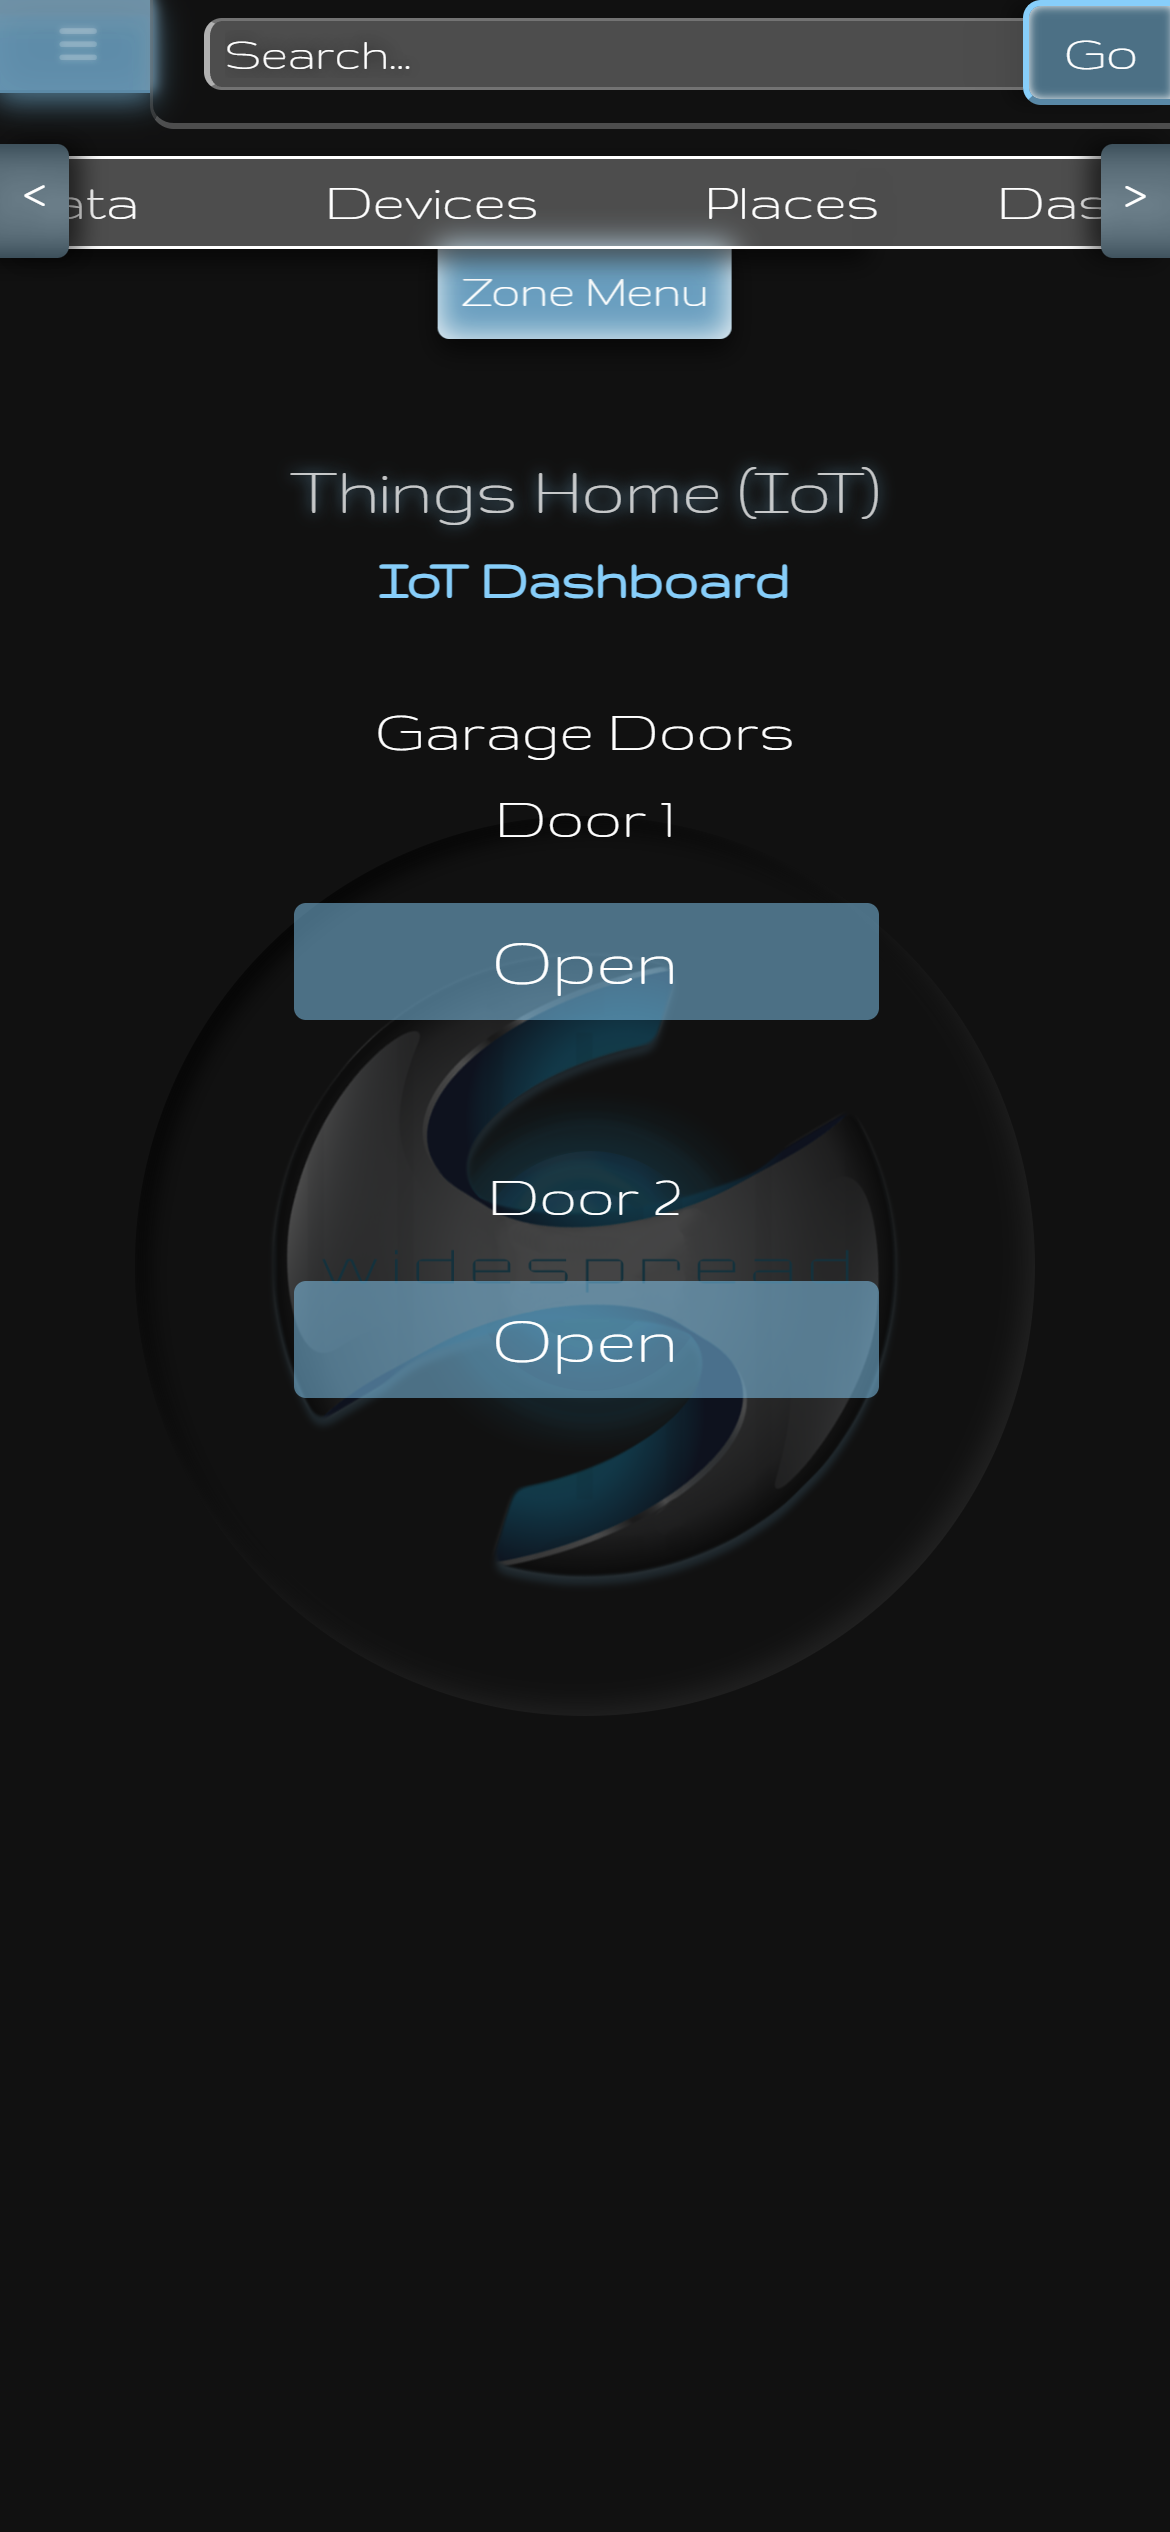 Search...
Go
<
ata
Devices
Places
Das
>
Zone Menu
Things Home (IoT)
IoT Dashboard
Garage Doors
Door 1
Open
Door 2
widespread
Open